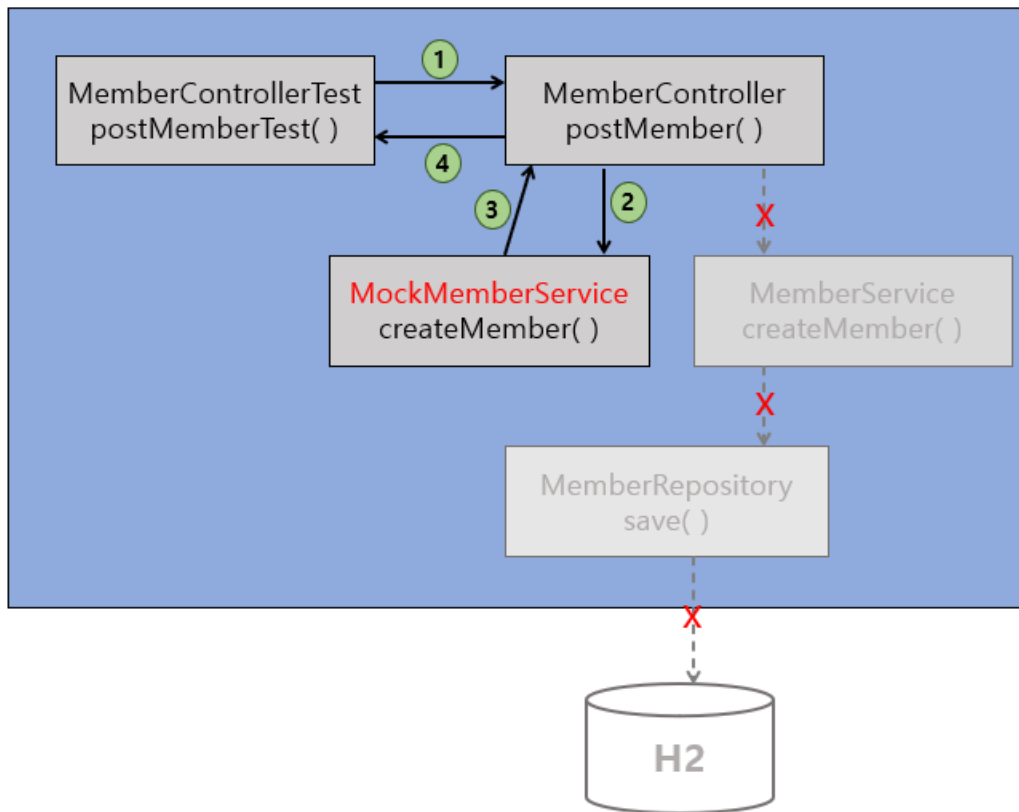 1
MemberControllerTest
postMemberTest( )
MemberController
postMember( )
4
3
2
X
MockMemberService
createMember( )
MemberService
createMember( )
X
MemberRepository
save( )
X
H2